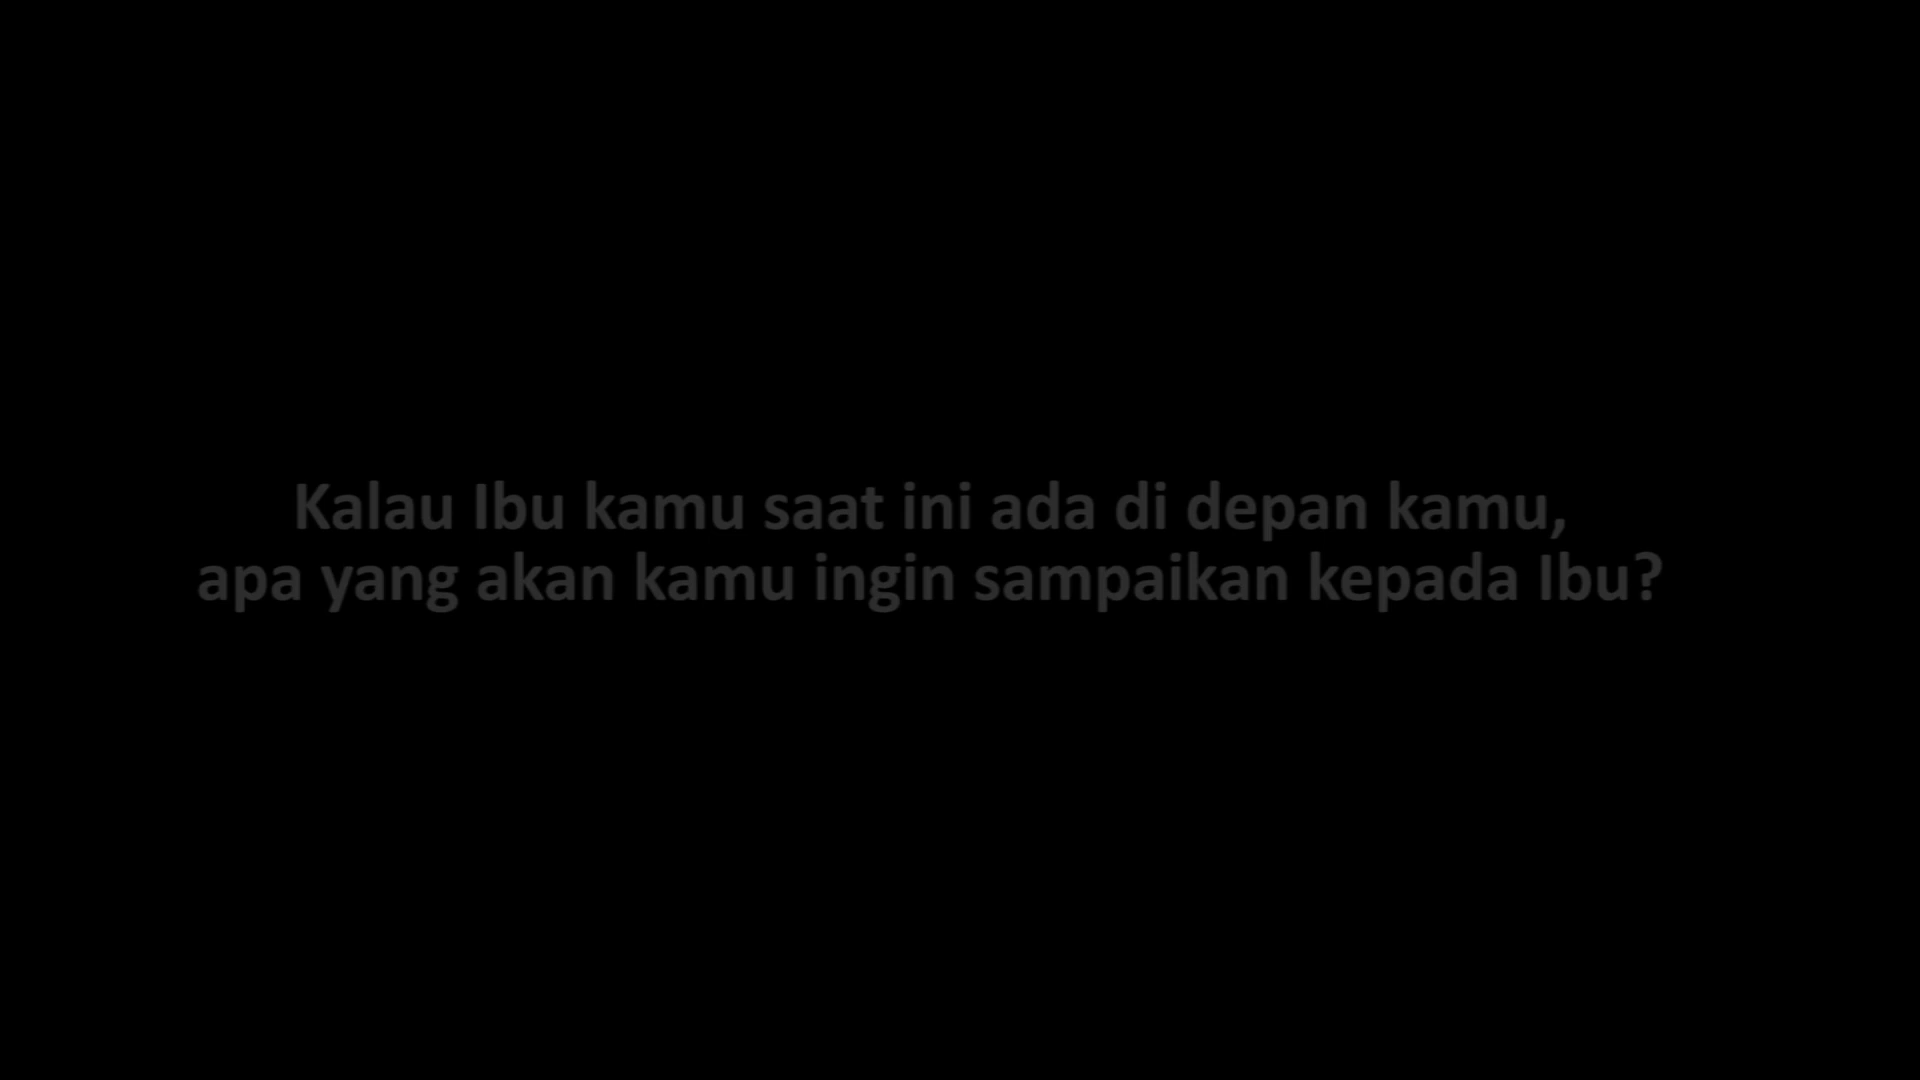 Kalau Ibu kamu saat ini ada di depan kamu,
apa yang akan kamu ingin sampaikan kepada Ibu?